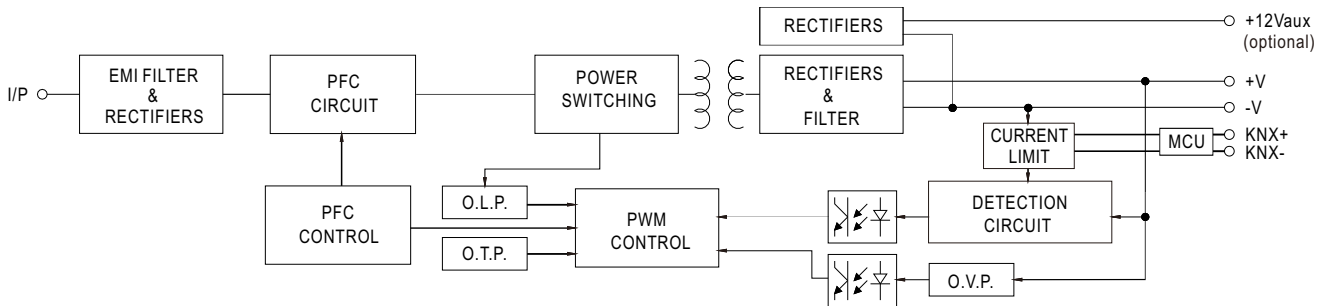 RECTIFIERS
+12Vaux
(optional)
I/P
EMI FILTER
&
RECTIFIERS
PFC
CIRCUIT
POWER
SWITCHING
RECTIFIERS
&
FILTER
+V
-V
CURRENT
LIMIT
MCU
KNX+
KNX-
PFC
CONTROL
O.L.P.
O.T.P.
PWM
CONTROL
DETECTION
CIRCUIT
O.V.P.